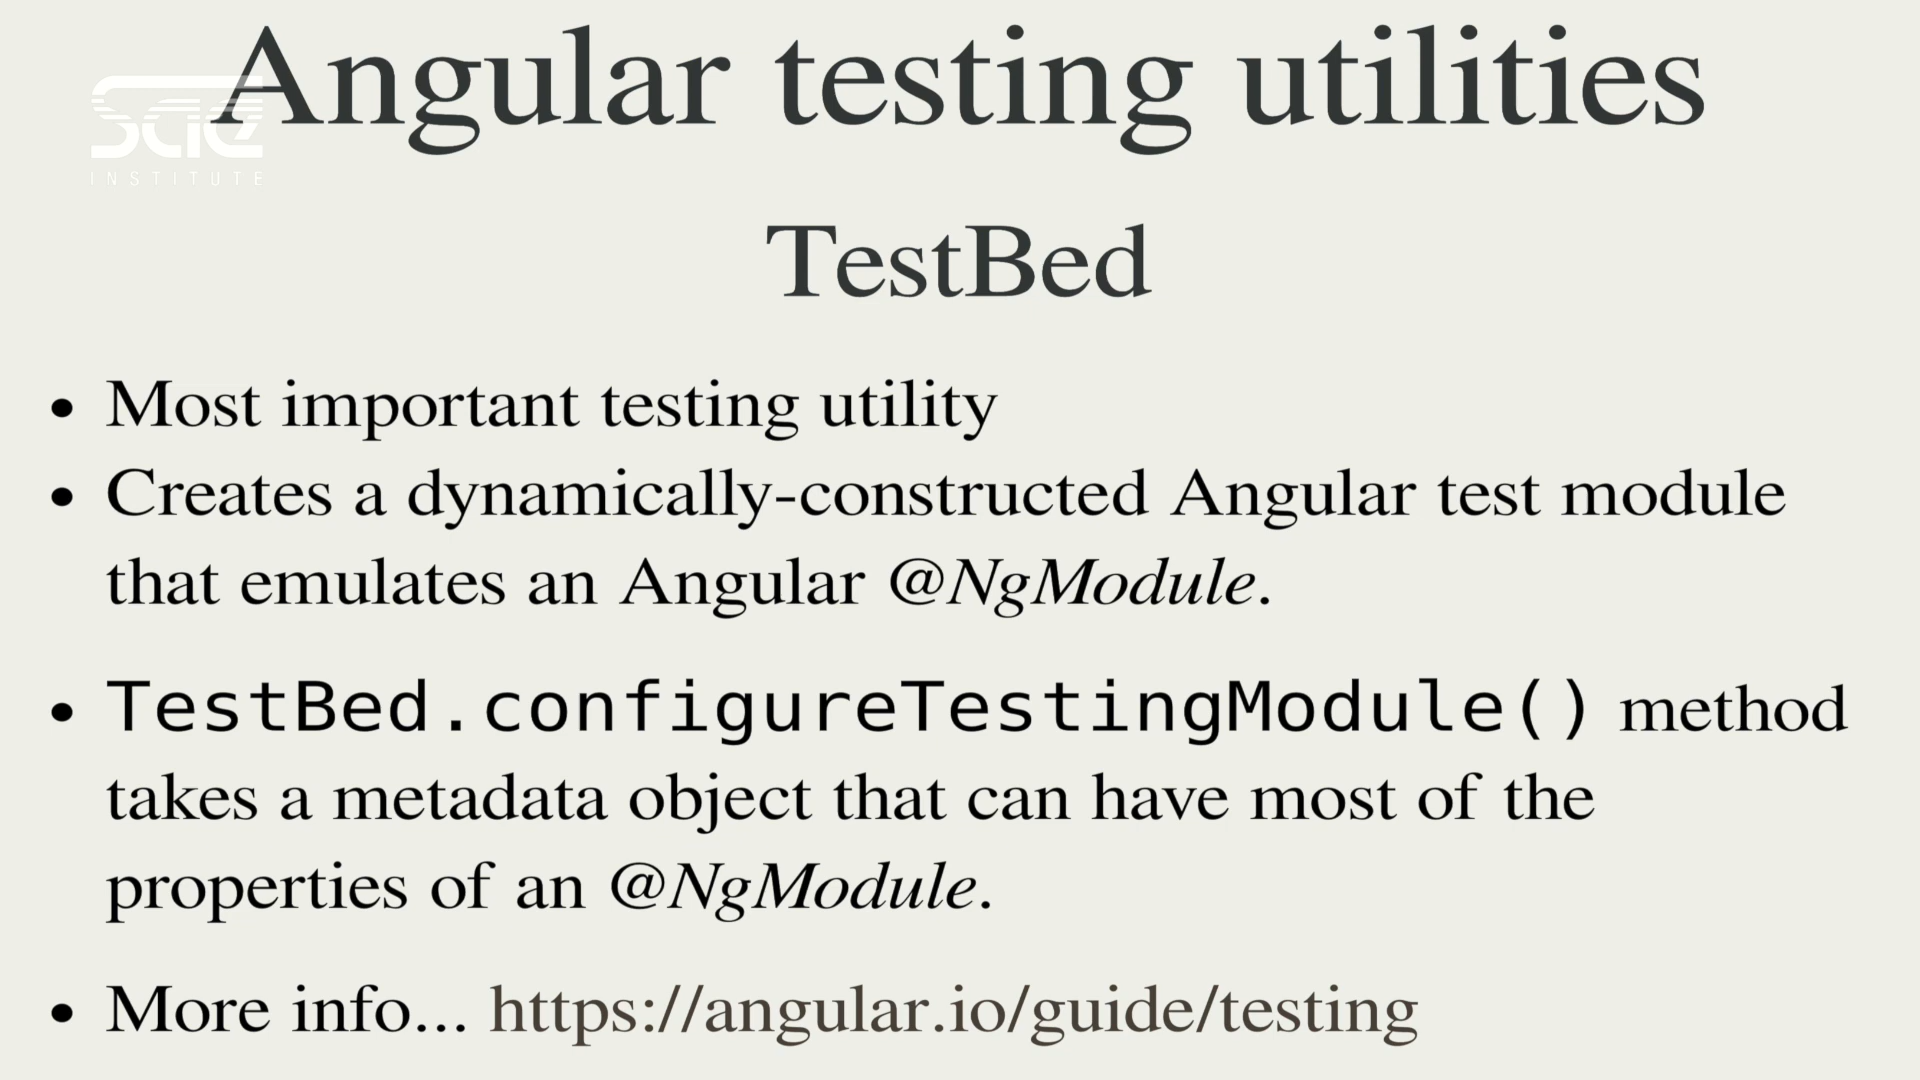 Angular testing utilities
SAE
INSTITUTE
TestBed
• Most important testing utility
• Creates a dynamically-constructed Angular test module
that emulates an Angular @NgModule.
• TestBed.configureTestingModule() method
takes a metadata object that can have most of the
properties of an @NgModule.
• More info... https://angular.io/guide/testing